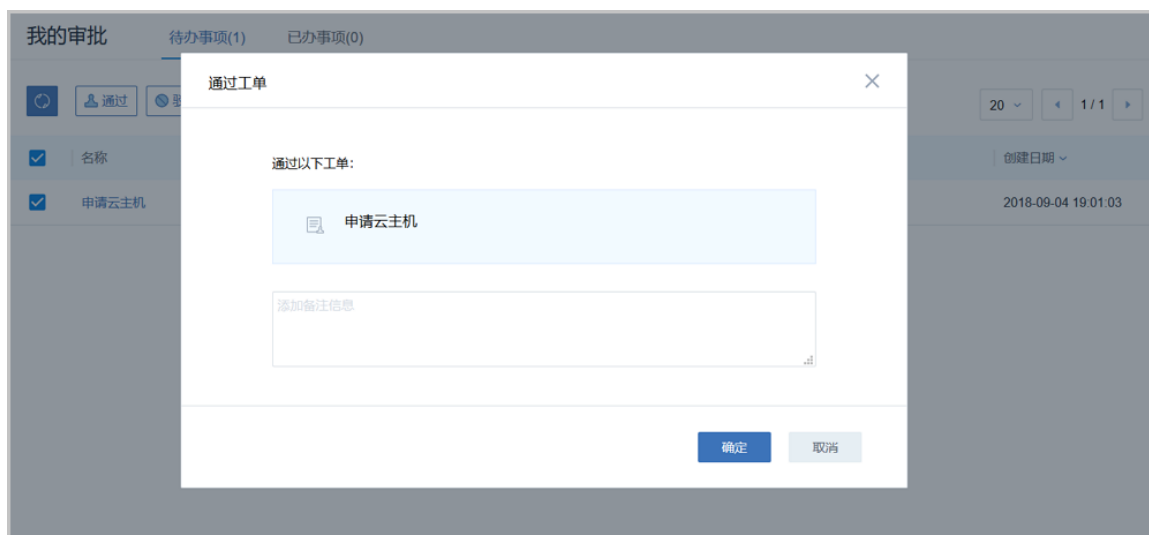 我的审批 待办事项(1) 已办事项(0)
通过工单
通过 20 1 / 1
名称 创建日期
通过以下工单:
申请云主机 2018-09-04 19:01:03
申请云主机
添加备注信息
确定 取消